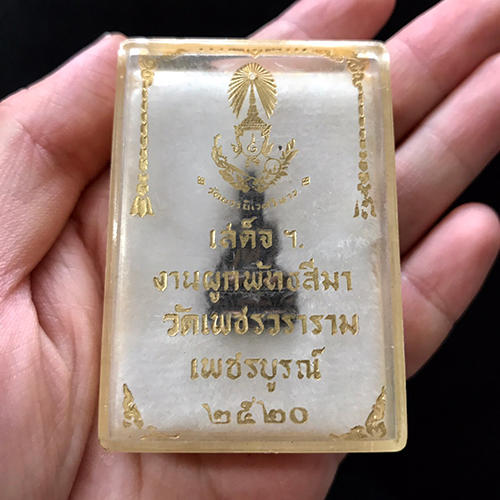 เสด็จ ฯ.
งานผูกพัทธสีมา
วัดเพชรวราราม
เพชรบูรณ์
๒๕๒๐